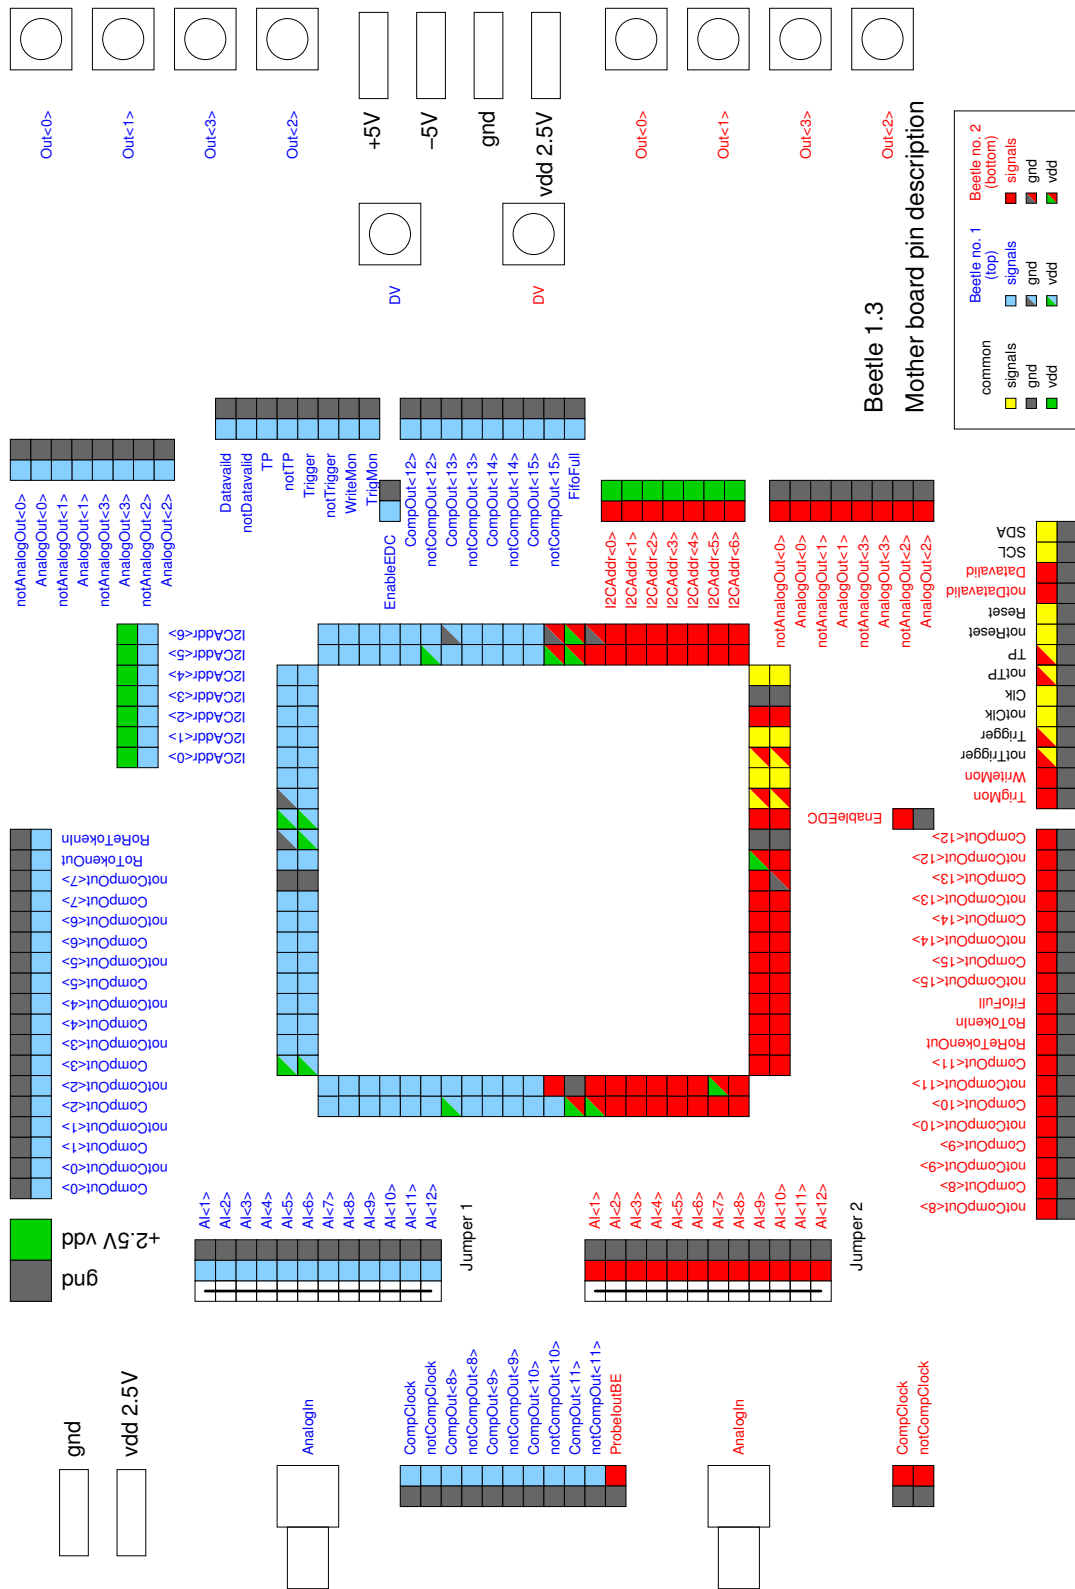 Out<0>
Out<1>
Out<3>
Out<2>
+5V
−5V
gnd
vdd 2.5V
Out<0>
Out<1>
Out<3>
Out<2>
DV
DV
Beetle 1.3
Mother board pin description
common
signals
gnd
vdd
Beetle no. 1
(top)
signals
gnd
vdd
Beetle no. 2
(bottom)
signals
gnd
vdd
notAnalogOut<0>
AnalogOut<0>
notAnalogOut<1>
AnalogOut<1>
notAnalogOut<3>
AnalogOut<3>
notAnalogOut<2>
AnalogOut<2>
Datavaild
notDatavalid
TP
notTP
Trigger
notTrigger
WriteMon
TrigMon
EnableEDC
CompOut<12>
notCompOut<12>
CompOut<13>
notCompOut<13>
CompOut<14>
notCompOut<14>
CompOut<15>
notCompOut<15>
FifoFull
I2CAddr<0>
I2CAddr<1>
I2CAddr<2>
I2CAddr<3>
I2CAddr<4>
I2CAddr<5>
I2CAddr<6>
notAnalogOut<0>
AnalogOut<0>
notAnalogOut<1>
AnalogOut<1>
notAnalogOut<3>
AnalogOut<3>
notAnalogOut<2>
AnalogOut<2>
I2CAddr<6>
I2CAddr<5>
I2CAddr<4>
I2CAddr<3>
I2CAddr<2>
I2CAddr<1>
I2CAddr<0>
SDA
SCL
Datavalid
notDatavalid
Reset
notReset
TP
notTP
Clk
notClk
Trigger
notTrigger
WriteMon
TrigMon
EnableEDC
RoReTokenIn
RoTokenOut
notCompOut<7>
CompOut<7>
notCompOut<6>
CompOut<6>
notCompOut<5>
CompOut<5>
notCompOut<4>
CompOut<4>
notCompOut<3>
CompOut<3>
notCompOut<2>
CompOut<2>
notCompOut<1>
CompOut<1>
notCompOut<0>
CompOut<0>
CompOut<12>
notCompOut<12>
CompOut<13>
notCompOut<13>
CompOut<14>
notCompOut<14>
CompOut<15>
notCompOut<15>
FifoFull
RoTokenIn
RoReTokenOut
CompOut<11>
notCompOut<11>
CompOut<10>
notCompOut<10>
CompOut<9>
notCompOut<9>
CompOut<8>
notCompOut<8>
+2.5V vdd
gnd
AI<1>
AI<2>
AI<3>
AI<4>
AI<5>
AI<6>
AI<7>
AI<8>
AI<9>
AI<10>
AI<11>
AI<12>
Jumper 1
AI<1>
AI<2>
AI<3>
AI<4>
AI<5>
AI<6>
AI<7>
AI<8>
AI<9>
AI<10>
AI<11>
AI<12>
Jumper 2
gnd
vdd 2.5V
AnalogIn
CompClock
notCompClock
CompOut<8>
notCompOut<8>
CompOut<9>
notCompOut<9>
CompOut<10>
notCompOut<10>
CompOut<11>
notCompOut<11>
ProbeIoutBE
AnalogIn
CompClock
notCompClock